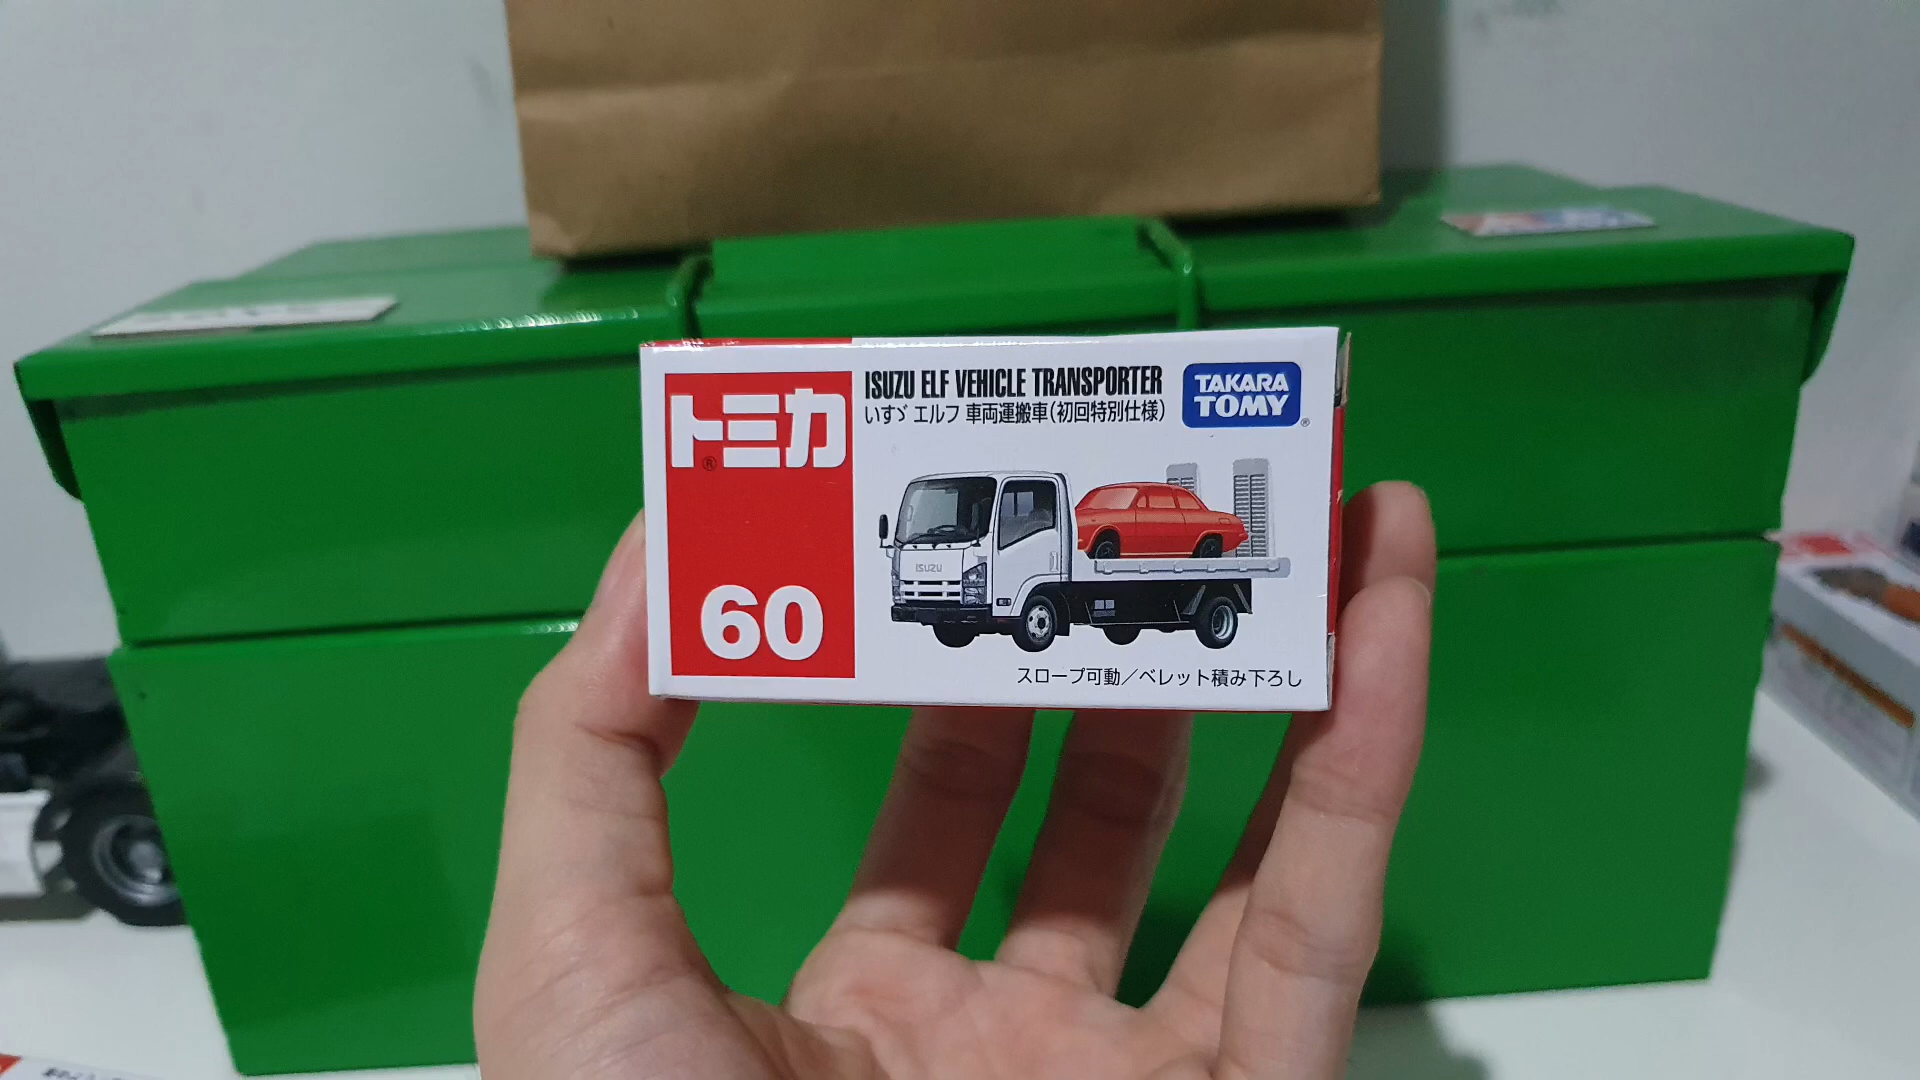 トミカ
®
60
ISUZU ELF VEHICLE TRANSPORTER
いすゞ エルフ 車両運搬車(初回特別仕様)
TAKARA
TOMY®
ISUZU
スロープ可動/ベレット積み下ろし